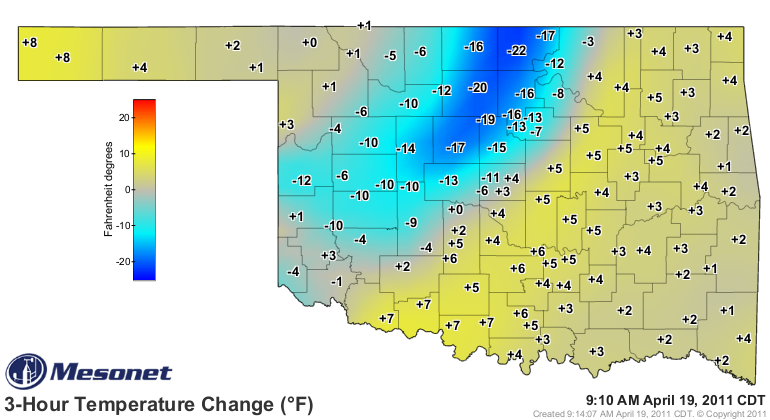 +1
+8 +8 +4 +2 +1 +0 +1 -5 -6 -16 -22 -17 -3 +3 +4 +3 +4
-12 +4 +4
+1 -12 -20 -16 -8 +4 +5 +3
-6 -10 -19 -16 -13 +3
+3 -4 -13 -7 +5 +4 +2 +2
-10 -14 -17 -15 +5 +5 +4 +5
-12 -6 -13 -11 +4 +5 +3 +1
-10 -10 -10 -6 +3 +5 +4 +4 +2
+1 -10 -9 +0 +4 +5 +3 +3 +3
-4 -4 +2 +5 +4 +5 +2
+3 +6 +6 +3 +4 +3
-4 -1 +2 +6 +5 +5 +2 +1
+5 +4 +4 +4
+7 +7 +7 +7 +6 +5 +3 +2 +2 +1
+4 +3 +3 +2 +4 +2
20
10
0
-10
-20
Fahrenheit degrees
Mesonet
3-Hour Temperature Change (°F)
9:10 AM April 19, 2011 CDT
Created 9:14:07 AM April 19, 2011 CDT. © Copyright 2011